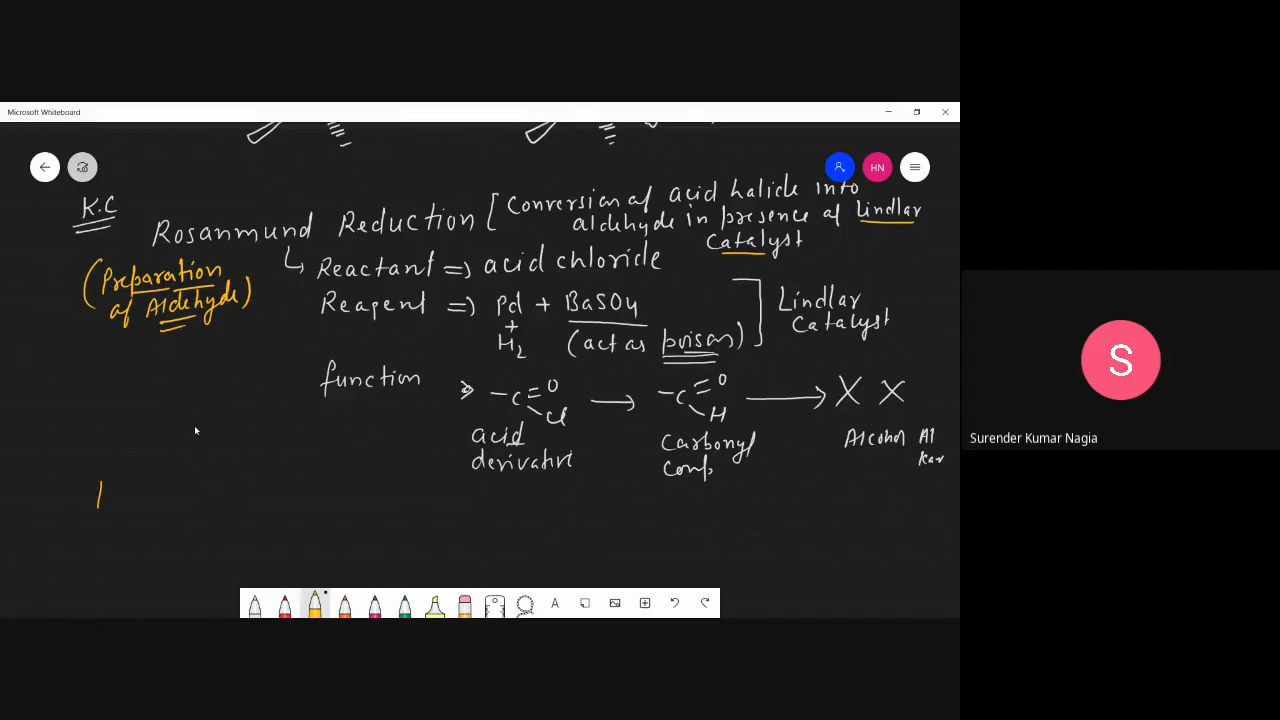 Microsoft Whiteboard
HN
K.C
Rosanmund Reduction [Conversion of acid halide into
aldehyde in presence of Lindlar
Catalyst
(Preparation
of Aldehyde)
Reactant => acid chloride
Reagent => Pd + BaSO4
+
H2
(act as poison)
Lindlar
Catalyst
function
-C=O
Cl
-C=O
H
X X
acid
derivative
Carbonyl
Comp
Alcohol Al
kan
A
S
Surender Kumar Nagia